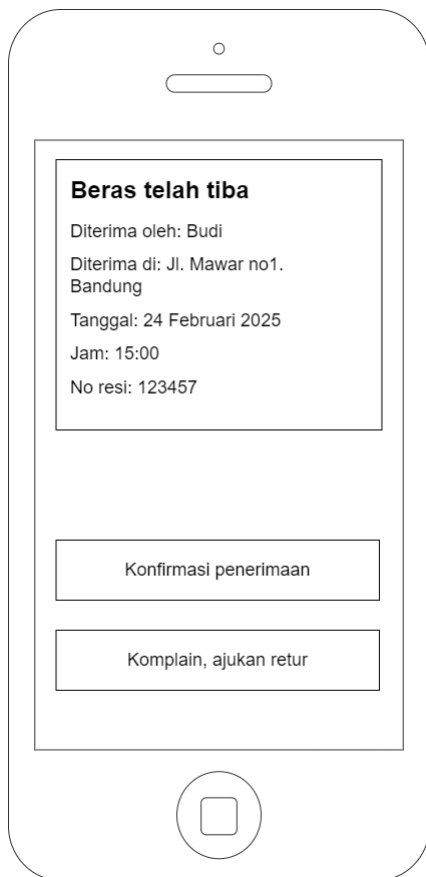 Beras telah tiba
Diterima oleh: Budi
Diterima di: Jl. Mawar no1.
Bandung
Tanggal: 24 Februari 2025
Jam: 15:00
No resi: 123457
Konfirmasi penerimaan
Komplain, ajukan retur